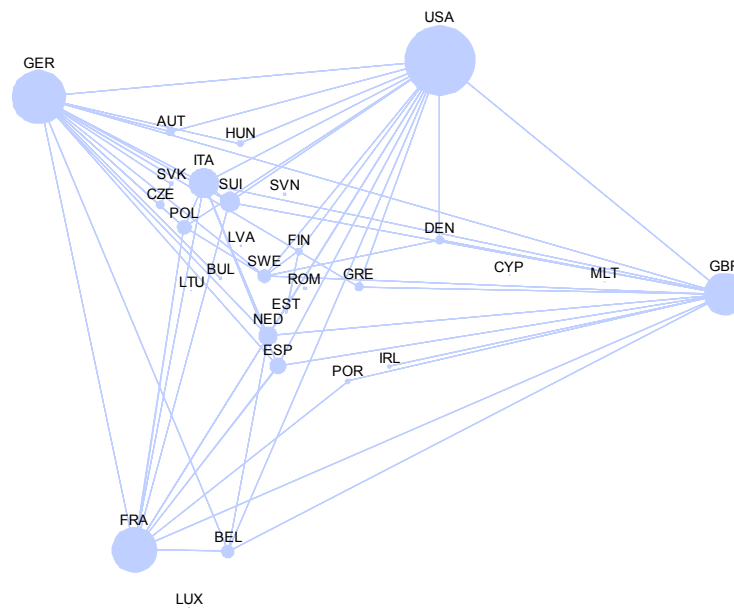 USA
GER
AUT
HUN
ITA
SVK
SUI
SVN
CZE
POL
DEN
LVA
FIN
SWE
CYP
GBR
BUL
ROM
GRE
MLT
LTU
EST
NED
ESP
IRL
POR
FRA
BEL
LUX